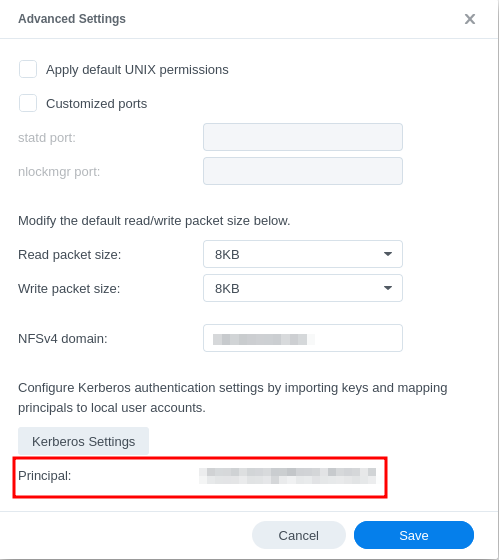 Advanced Settings
Apply default UNIX permissions
Customized ports
statd port:
nlockmgr port:
Modify the default read/write packet size below.
Read packet size: 8KB
Write packet size: 8KB
NFSv4 domain:
Configure Kerberos authentication settings by importing keys and mapping
principals to local user accounts.
Kerberos Settings
Principal:
Cancel Save